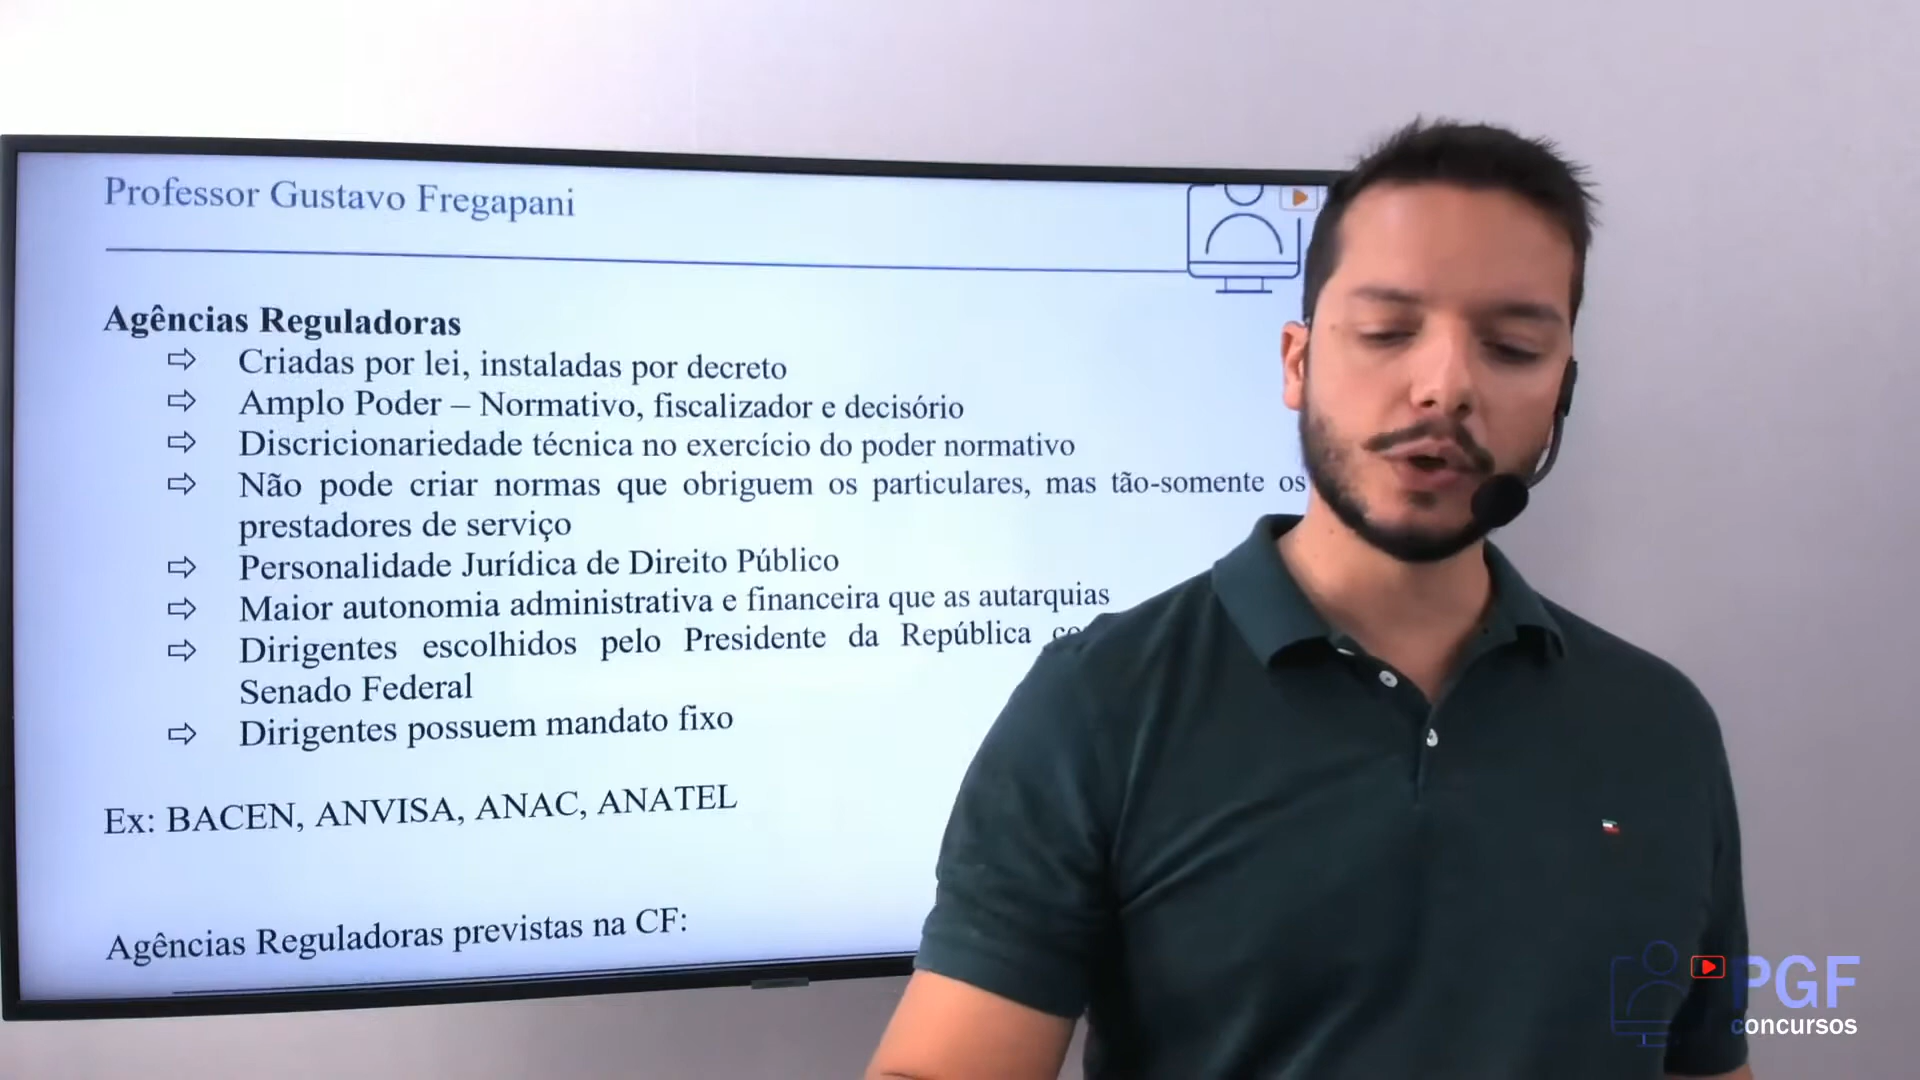 Professor Gustavo Fregapani
Agências Reguladoras
⇨ Criadas por lei, instaladas por decreto
⇨ Amplo Poder – Normativo, fiscalizador e decisório
⇨ Discricionariedade técnica no exercício do poder normativo
⇨ Não pode criar normas que obriguem os particulares, mas tão-somente os
prestadores de serviço
⇨ Personalidade Jurídica de Direito Público
⇨ Maior autonomia administrativa e financeira que as autarquias
⇨ Dirigentes escolhidos pelo Presidente da República
Senado Federal
⇨ Dirigentes possuem mandato fixo
Ex: BACEN, ANVISA, ANAC, ANATEL
Agências Reguladoras previstas na CF:
PGF
concursos